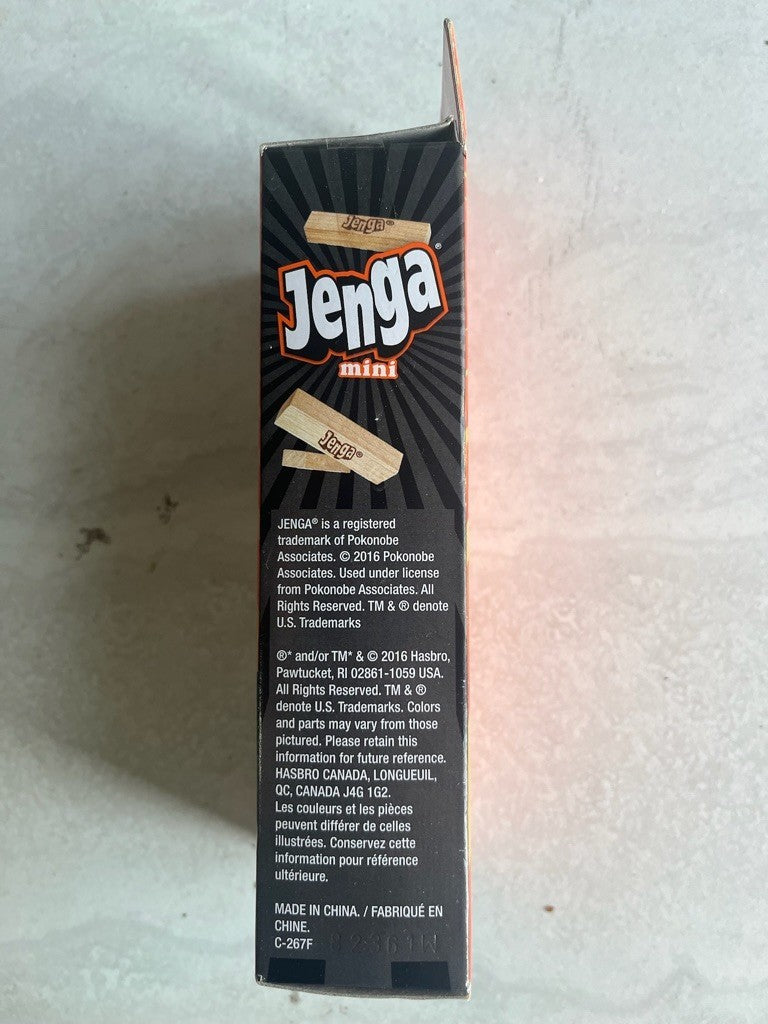 Jenga®
Jenga®
mini
Jenga®
JENGA® is a registered
trademark of Pokonobe
Associates. © 2016 Pokonobe
Associates. Used under license
from Pokonobe Associates. All
Rights Reserved. TM & ® denote
U.S. Trademarks
®* and/or TM* & © 2016 Hasbro,
Pawtucket, RI 02861-1059 USA.
All Rights Reserved. TM & ®
denote U.S. Trademarks. Colors
and parts may vary from those
pictured. Please retain this
information for future reference.
HASBRO CANADA, LONGUEUIL,
QC, CANADA J4G 1G2.
Les couleurs et les pièces
peuvent différer de celles
illustrées. Conservez cette
information pour référence
ultérieure.
MADE IN CHINA. / FABRIQUÉ EN
CHINE.
C-267F